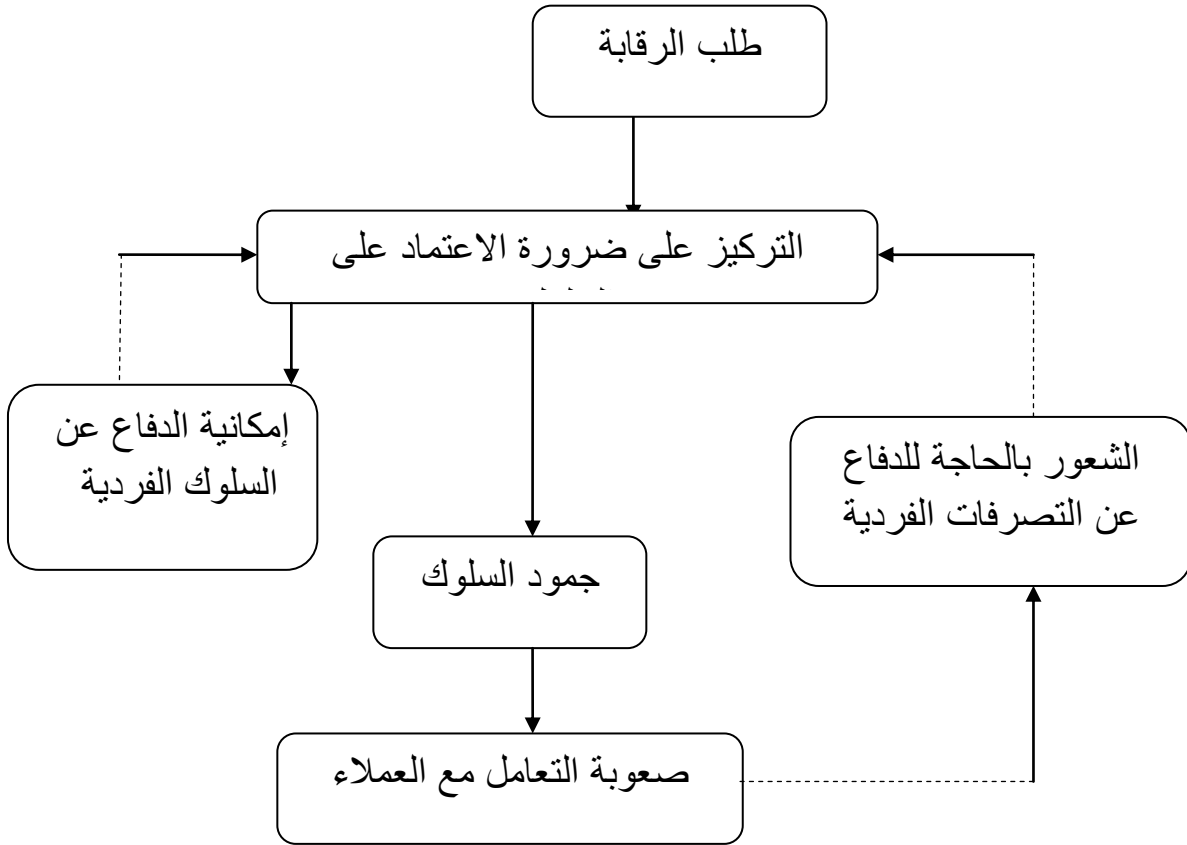 طلب الرقابة
التركيز على ضرورة الاعتماد على
إمكانية الدفاع عن
السلوك الفردية
الشعور بالحاجة للدفاع
عن التصرفات الفردية
جمود السلوك
صعوبة التعامل مع العملاء